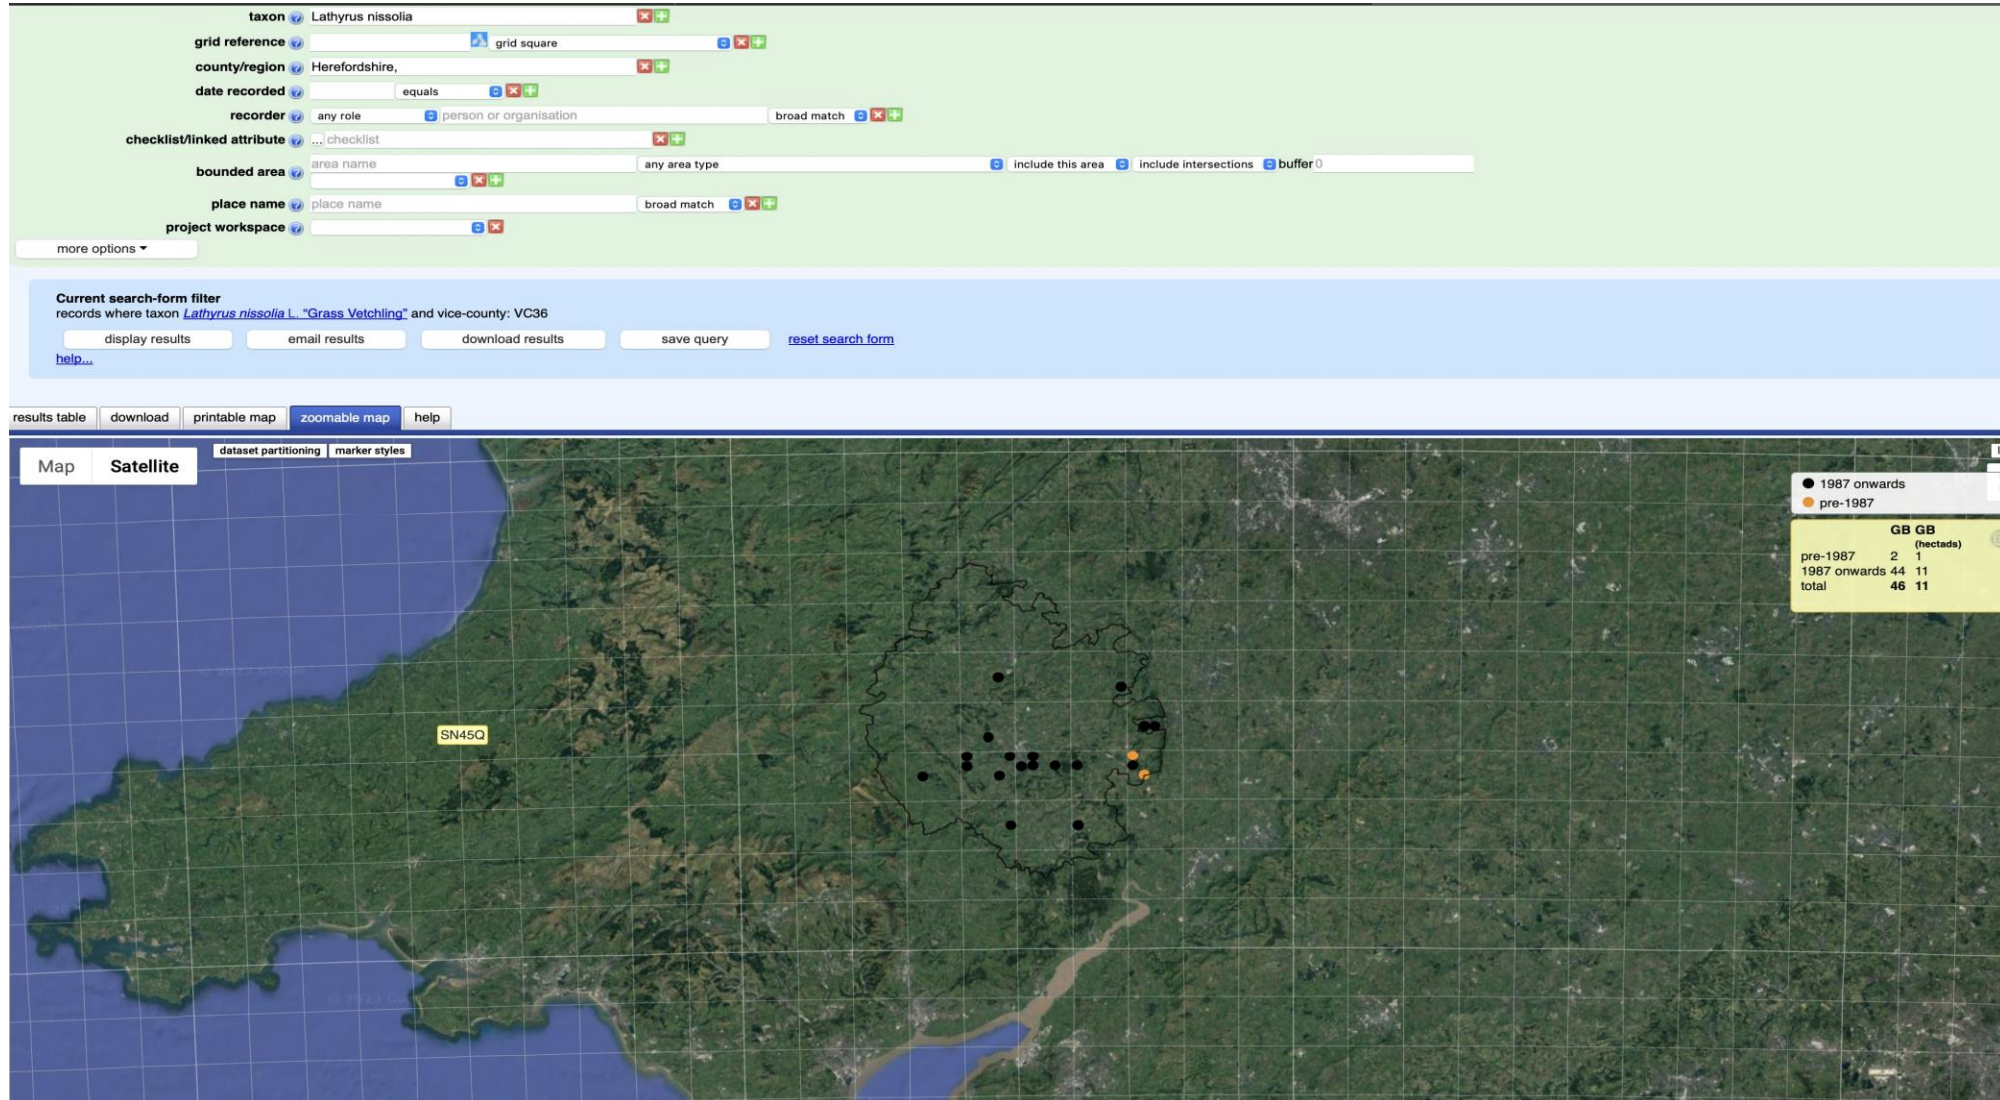 taxon Lathyrus nissolia
grid reference grid square
county/region Herefordshire,
date recorded equals
recorder any role person or organisation broad match
checklist/linked attribute ... checklist
bounded area area name any area type include this area include intersections buffer 0
place name place name broad match
project workspace
more options
Current search-form filter
records where taxon Lathyrus nissolia L. "Grass Vetchling" and vice-county: VC36
display results email results download results save query reset search form
help...
results table download printable map zoomable map help
Map Satellite dataset partitioning marker styles
1987 onwards
pre-1987
GB GB
(hectads)
pre-1987 2 1
1987 onwards 44 11
total 46 11
SN45Q